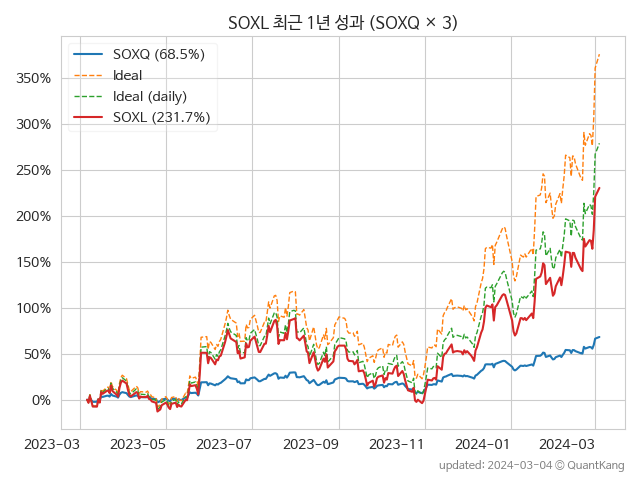 SOXL 최근 1년 성과 (SOXQ × 3)
SOXQ (68.5%)
Ideal
Ideal (daily)
SOXL (231.7%)
350%
300%
250%
200%
150%
100%
50%
0%
2023-03 2023-05 2023-07 2023-09 2023-11 2024-01 2024-03
updated: 2024-03-04 @ QuantKang